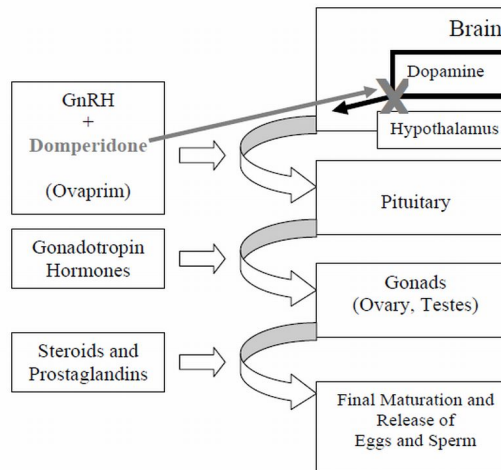 Brain
Dopamine
Hypothalamus
GnRH
+
Domperidone
(Ovaprim)
Pituitary
Gonadotropin
Hormones
Gonads
(Ovary, Testes)
Steroids and
Prostaglandins
Final Maturation and
Release of
Eggs and Sperm